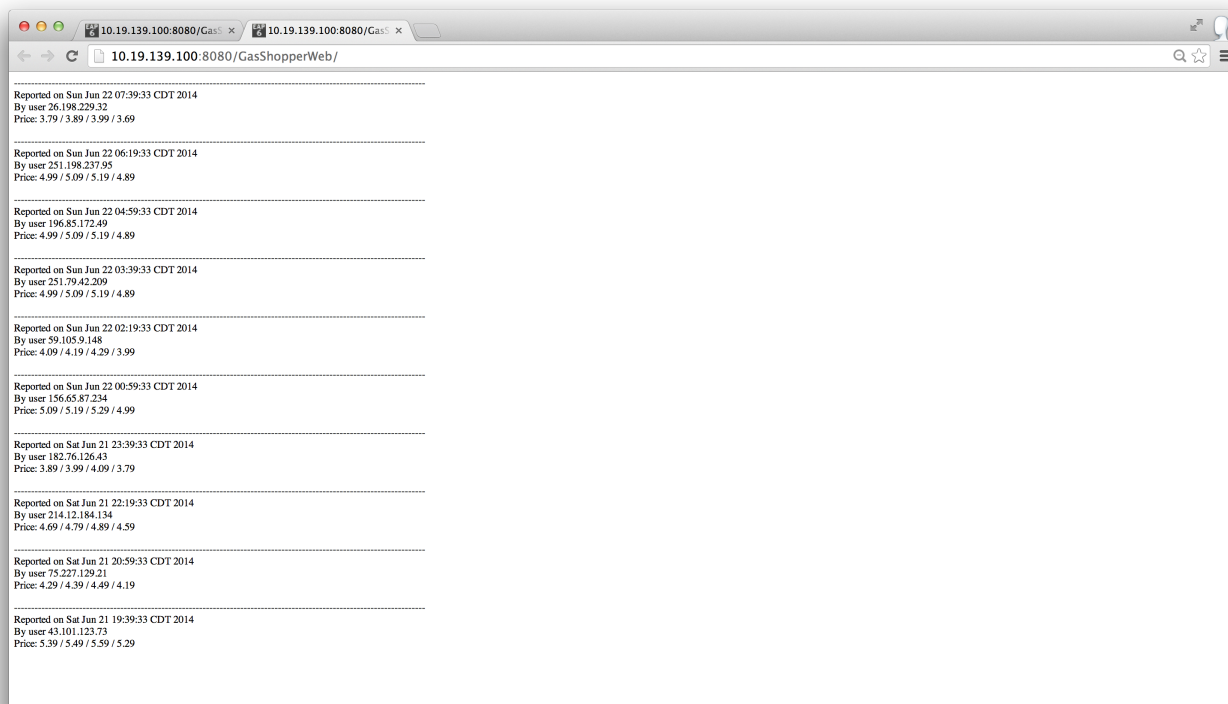 10.19.139.100:8080/Gas
10.19.139.100:8080/Gas
10.19.139.100:8080/GasShopperWeb/
--------------------------------------------------------------------------------
Reported on Sun Jun 22 07:39:33 CDT 2014
By user 26.198.229.32
Price: 3.79 / 3.89 / 3.99 / 3.69
--------------------------------------------------------------------------------
Reported on Sun Jun 22 06:19:33 CDT 2014
By user 251.198.237.95
Price: 4.99 / 5.09 / 5.19 / 4.89
--------------------------------------------------------------------------------
Reported on Sun Jun 22 04:59:33 CDT 2014
By user 196.85.172.49
Price: 4.99 / 5.09 / 5.19 / 4.89
--------------------------------------------------------------------------------
Reported on Sun Jun 22 03:39:33 CDT 2014
By user 251.79.42.209
Price: 4.99 / 5.09 / 5.19 / 4.89
--------------------------------------------------------------------------------
Reported on Sun Jun 22 02:19:33 CDT 2014
By user 59.105.9.148
Price: 4.09 / 4.19 / 4.29 / 3.99
--------------------------------------------------------------------------------
Reported on Sun Jun 22 00:59:33 CDT 2014
By user 156.65.87.234
Price: 5.09 / 5.19 / 5.29 / 4.99
--------------------------------------------------------------------------------
Reported on Sat Jun 21 23:39:33 CDT 2014
By user 182.76.126.43
Price: 3.89 / 3.99 / 4.09 / 3.79
--------------------------------------------------------------------------------
Reported on Sat Jun 21 22:19:33 CDT 2014
By user 214.12.184.134
Price: 4.69 / 4.79 / 4.89 / 4.59
--------------------------------------------------------------------------------
Reported on Sat Jun 21 20:59:33 CDT 2014
By user 75.227.129.21
Price: 4.29 / 4.39 / 4.49 / 4.19
--------------------------------------------------------------------------------
Reported on Sat Jun 21 19:39:33 CDT 2014
By user 43.101.123.73
Price: 5.39 / 5.49 / 5.59 / 5.29